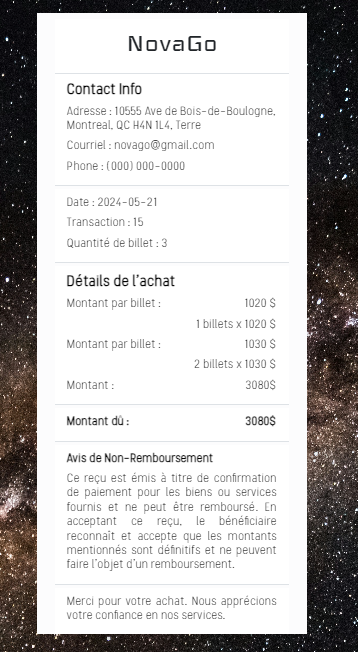 NovaGo
Contact Info
Adresse : 10555 Ave de Bois-de-Boulogne,
Montreal, QC H4N 1L4, Terre
Courriel : novago@gmail.com
Phone : (000) 000-0000
Date : 2024-05-21
Transaction : 15
Quantité de billet : 3
Détails de l'achat
Montant par billet : 1020 $
1 billets x 1020 $
Montant par billet : 1030 $
2 billets x 1030 $
Montant : 3080$
Montant dû : 3080$
Avis de Non-Remboursement
Ce reçu est émis à titre de confirmation
de paiement pour les biens ou services
fournis et ne peut être remboursé. En
acceptant ce reçu, le bénéficiaire
reconnaît et accepte que les montants
mentionnés sont définitifs et ne peuvent
faire l'objet d'un remboursement.
Merci pour votre achat. Nous apprécions
votre confiance en nos services.